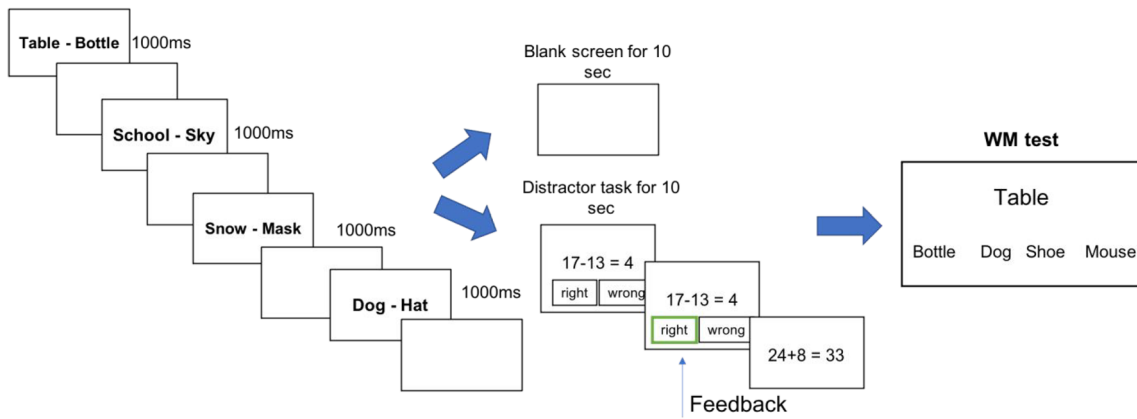 Table - Bottle
1000ms
School - Sky
1000ms
Snow - Mask
1000ms
Dog - Hat
1000ms
Blank screen for 10
sec
Distractor task for 10
sec
17-13 = 4
right wrong
17-13 = 4
right wrong
24+8 = 33
Feedback
WM test
Table
Bottle Dog Shoe Mouse